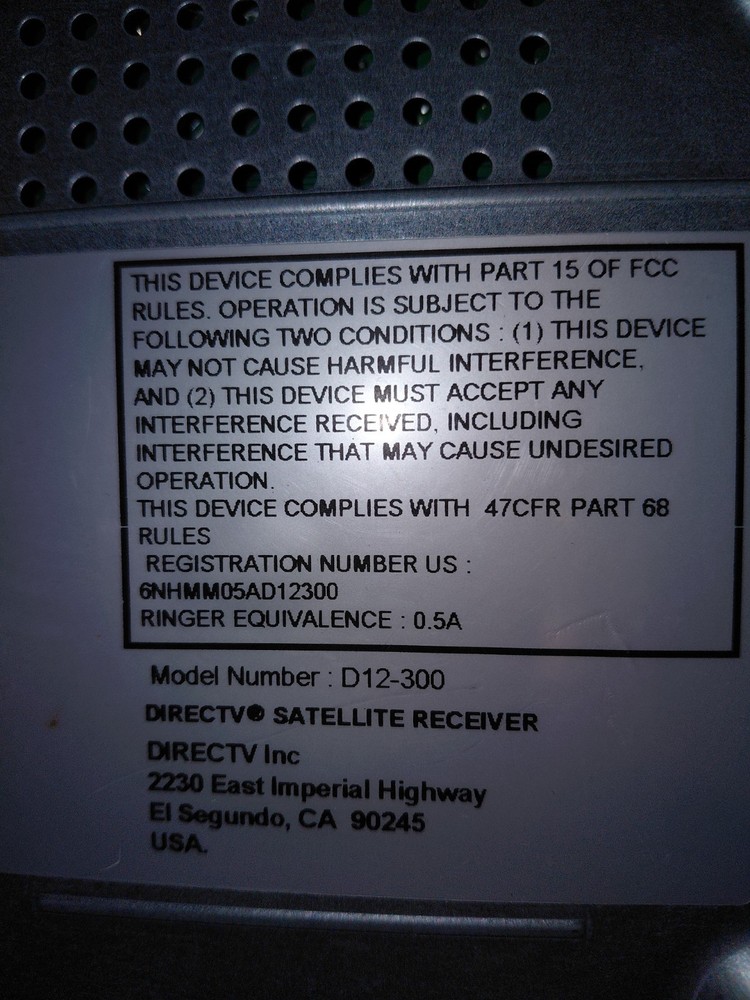 THIS DEVICE COMPLIES WITH PART 15 OF FCC
RULES. OPERATION IS SUBJECT TO THE
FOLLOWING TWO CONDITIONS : (1) THIS DEVICE
MAY NOT CAUSE HARMFUL INTERFERENCE,
AND (2) THIS DEVICE MUST ACCEPT ANY
INTERFERENCE RECEIVED, INCLUDING
INTERFERENCE THAT MAY CAUSE UNDESIRED
OPERATION.
THIS DEVICE COMPLIES WITH 47CFR PART 68
RULES
REGISTRATION NUMBER US :
6NHMM05AD12300
RINGER EQUIVALENCE : 0.5A
Model Number : D12-300
DIRECTV® SATELLITE RECEIVER
DIRECTV Inc
2230 East Imperial Highway
El Segundo, CA 90245
USA.